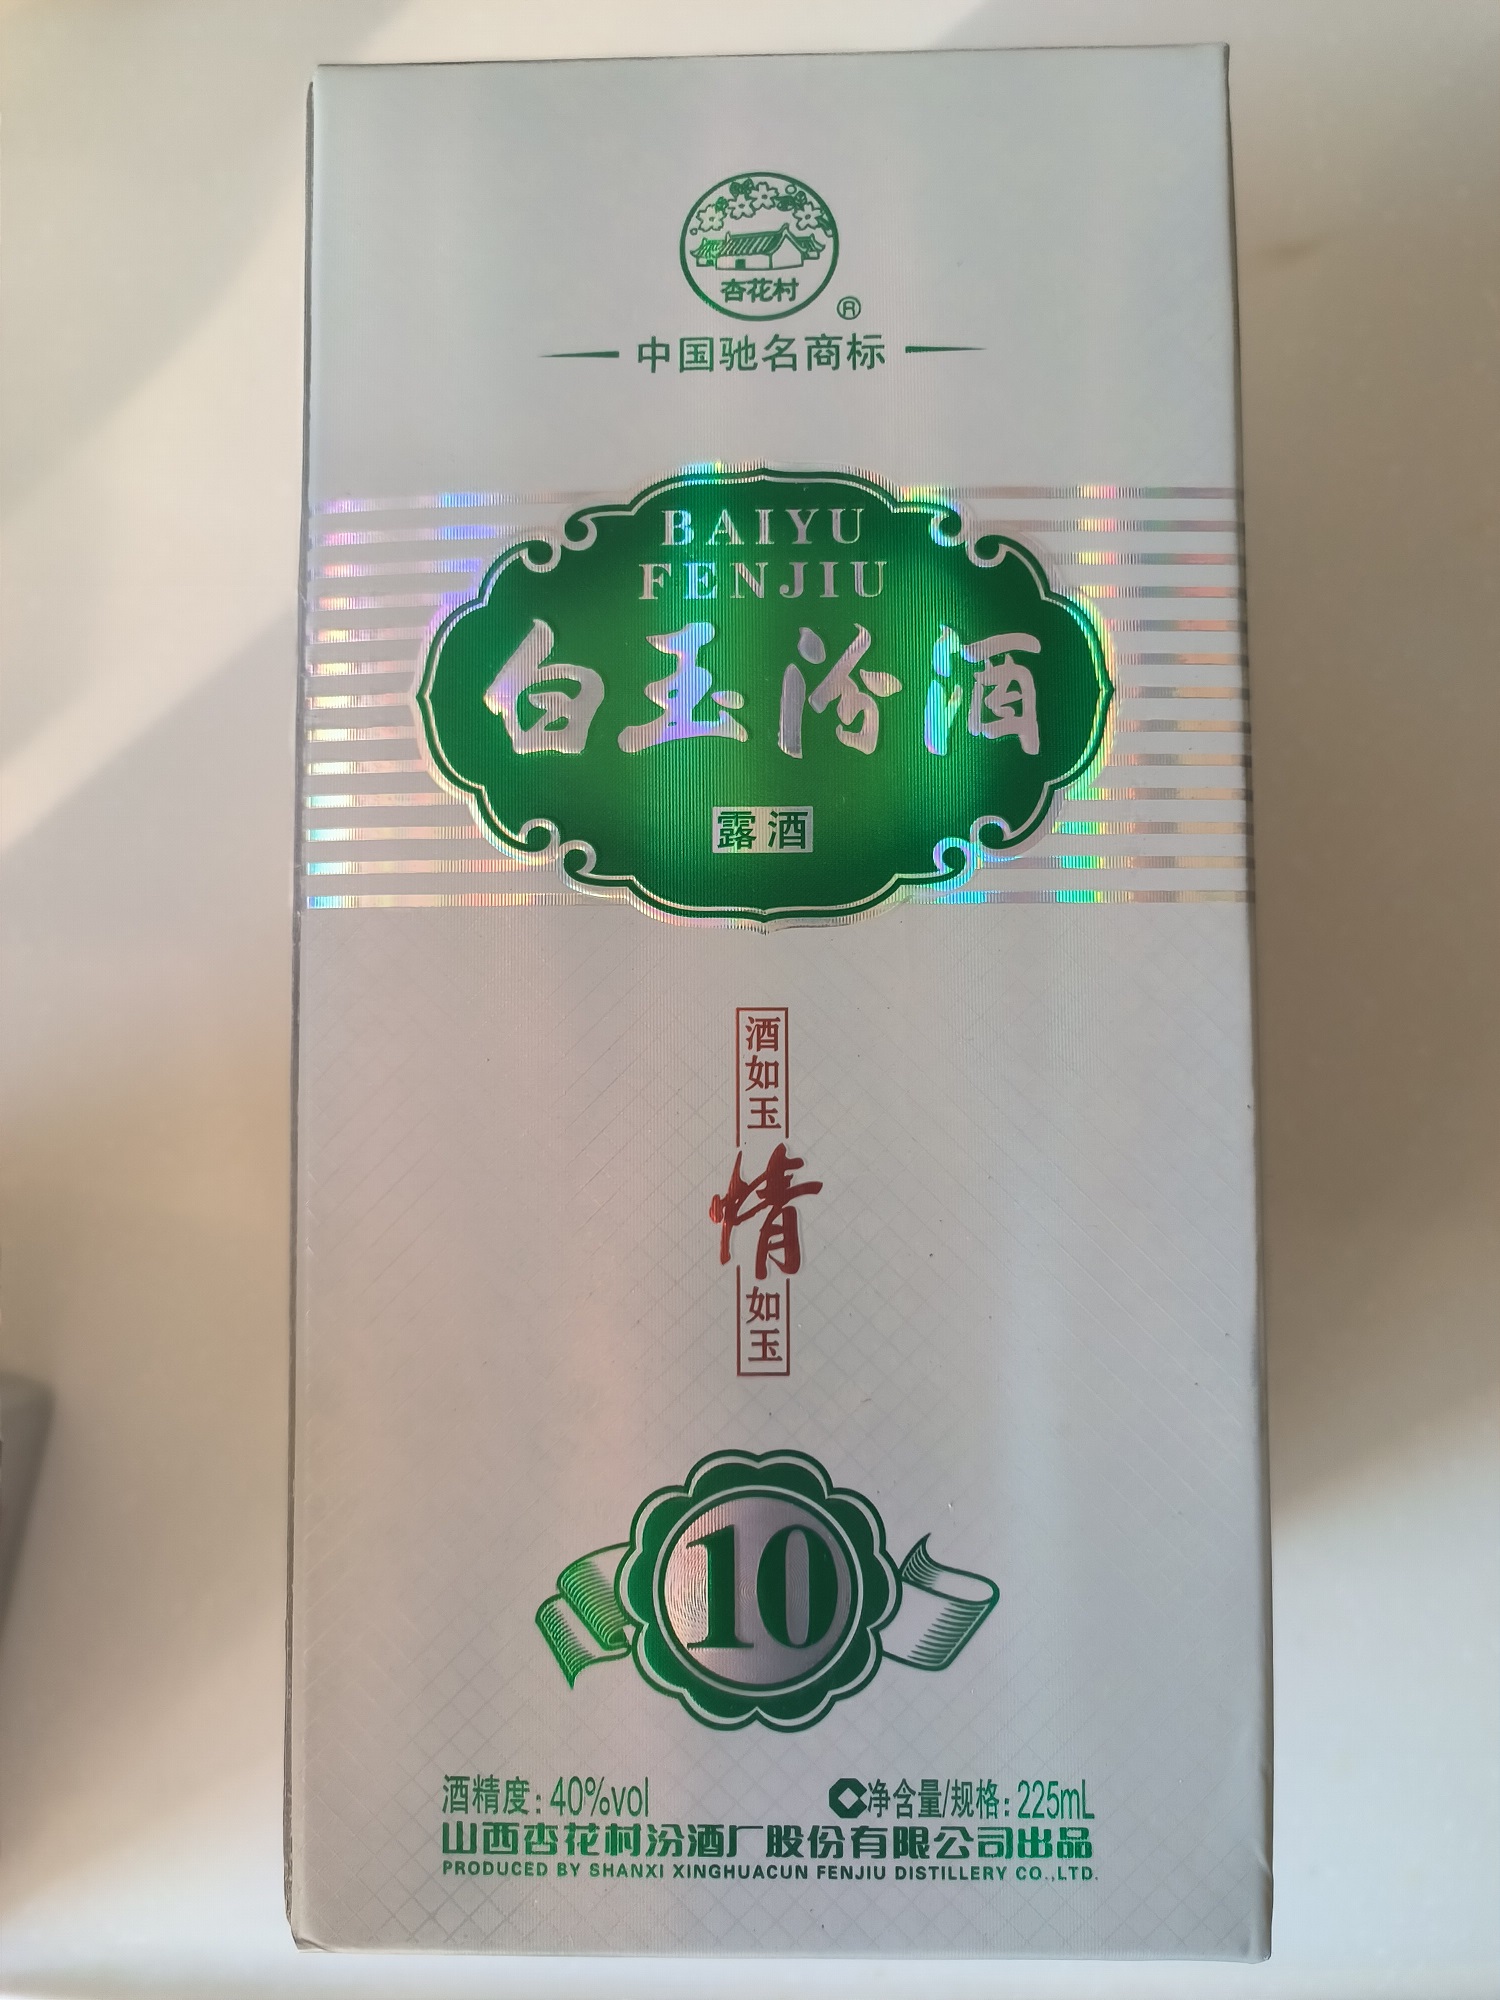 杏花村
®
中国驰名商标
BAIYU
FENJIU
白玉汾酒
露酒
酒如玉
情
如玉
10
酒精度:40%vol
净含量/规格:225mL
山西杏花村汾酒厂股份有限公司出品
PRODUCED BY SHANXI XINGHUACUN FENJIU DISTILLERY CO.,LTD.